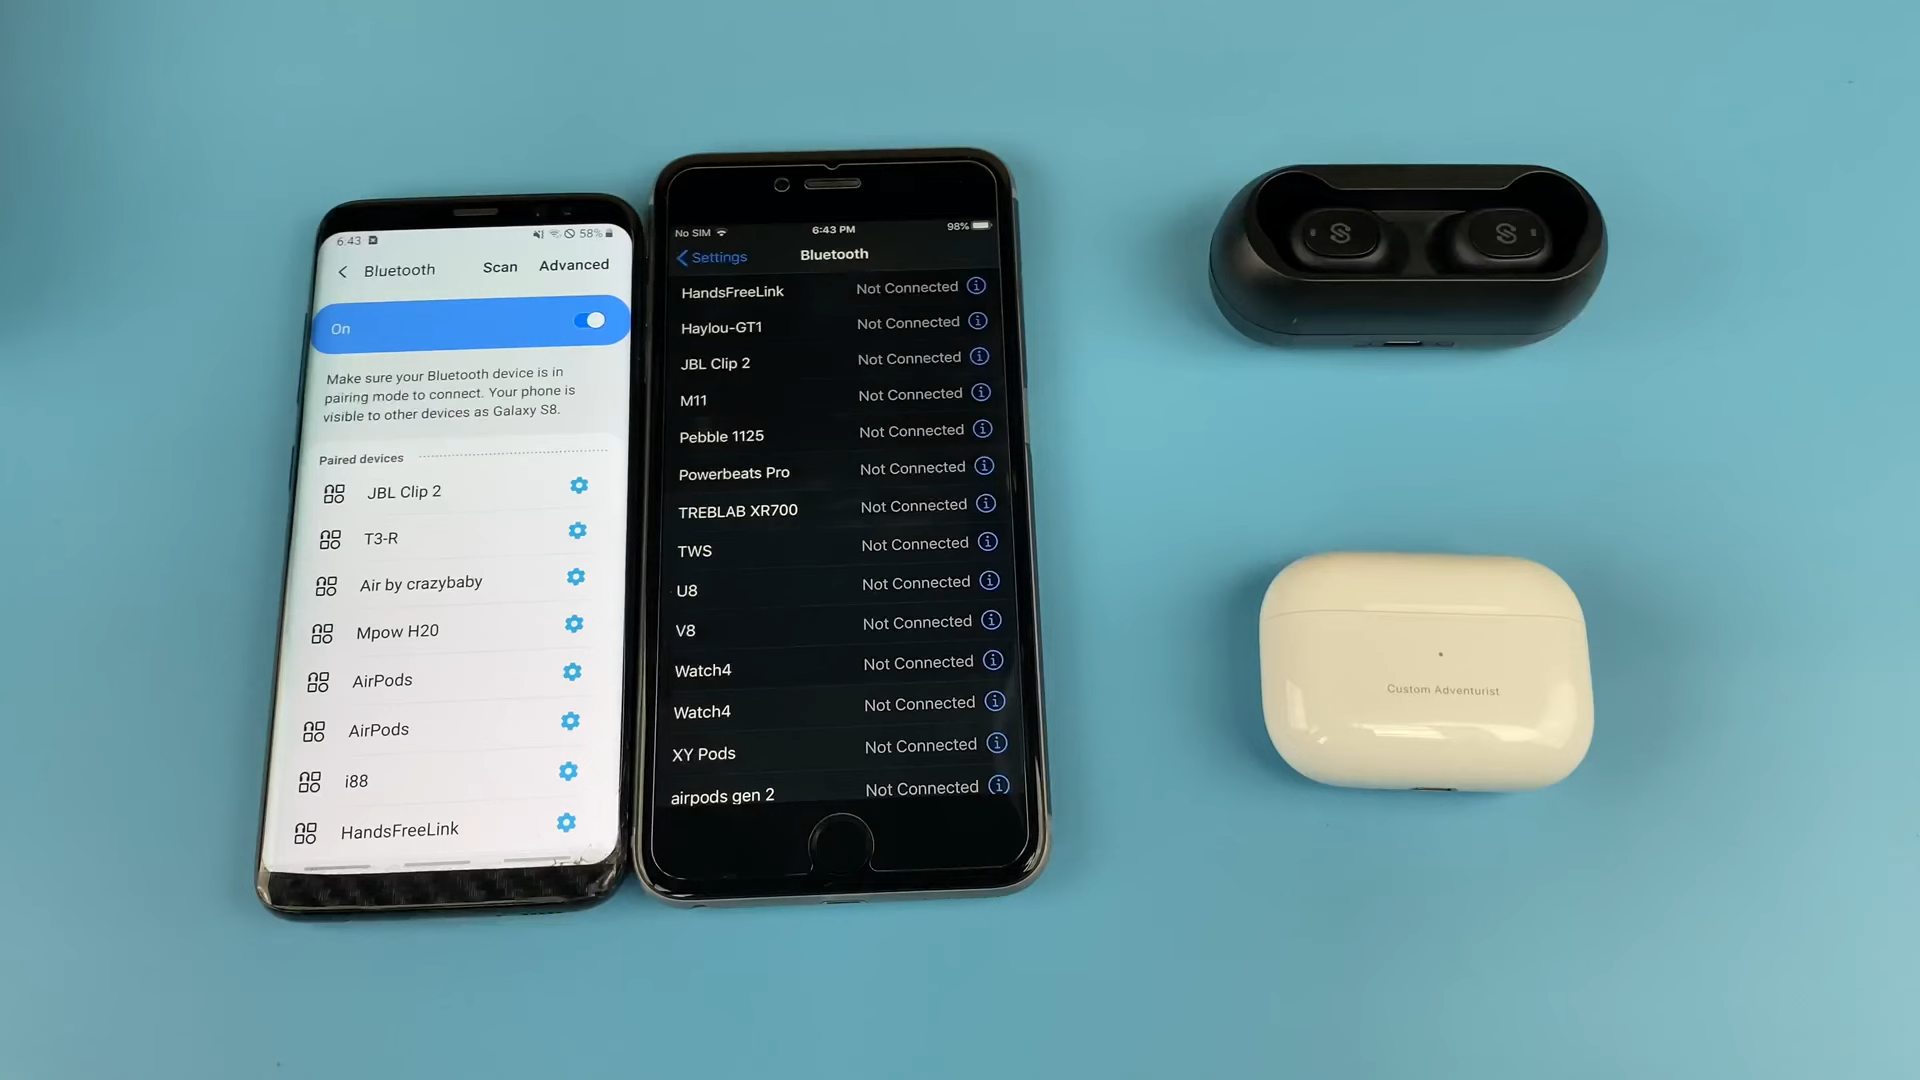 6:43
58%
Bluetooth
Scan
Advanced
On
Make sure your Bluetooth device is in
pairing mode to connect. Your phone is
visible to other devices as Galaxy S8.
Paired devices
JBL Clip 2
T3-R
Air by crazybaby
Mpow H20
AirPods
AirPods
i88
HandsFreeLink
No SIM
6:43 PM
98%
Settings
Bluetooth
HandsFreeLink Not Connected
Haylou-GT1 Not Connected
JBL Clip 2 Not Connected
M11 Not Connected
Pebble 1125 Not Connected
Powerbeats Pro Not Connected
TREBLAB XR700 Not Connected
TWS Not Connected
U8 Not Connected
V8 Not Connected
Watch4 Not Connected
Watch4 Not Connected
XY Pods Not Connected
airpods gen 2 Not Connected
Custom Adventurist